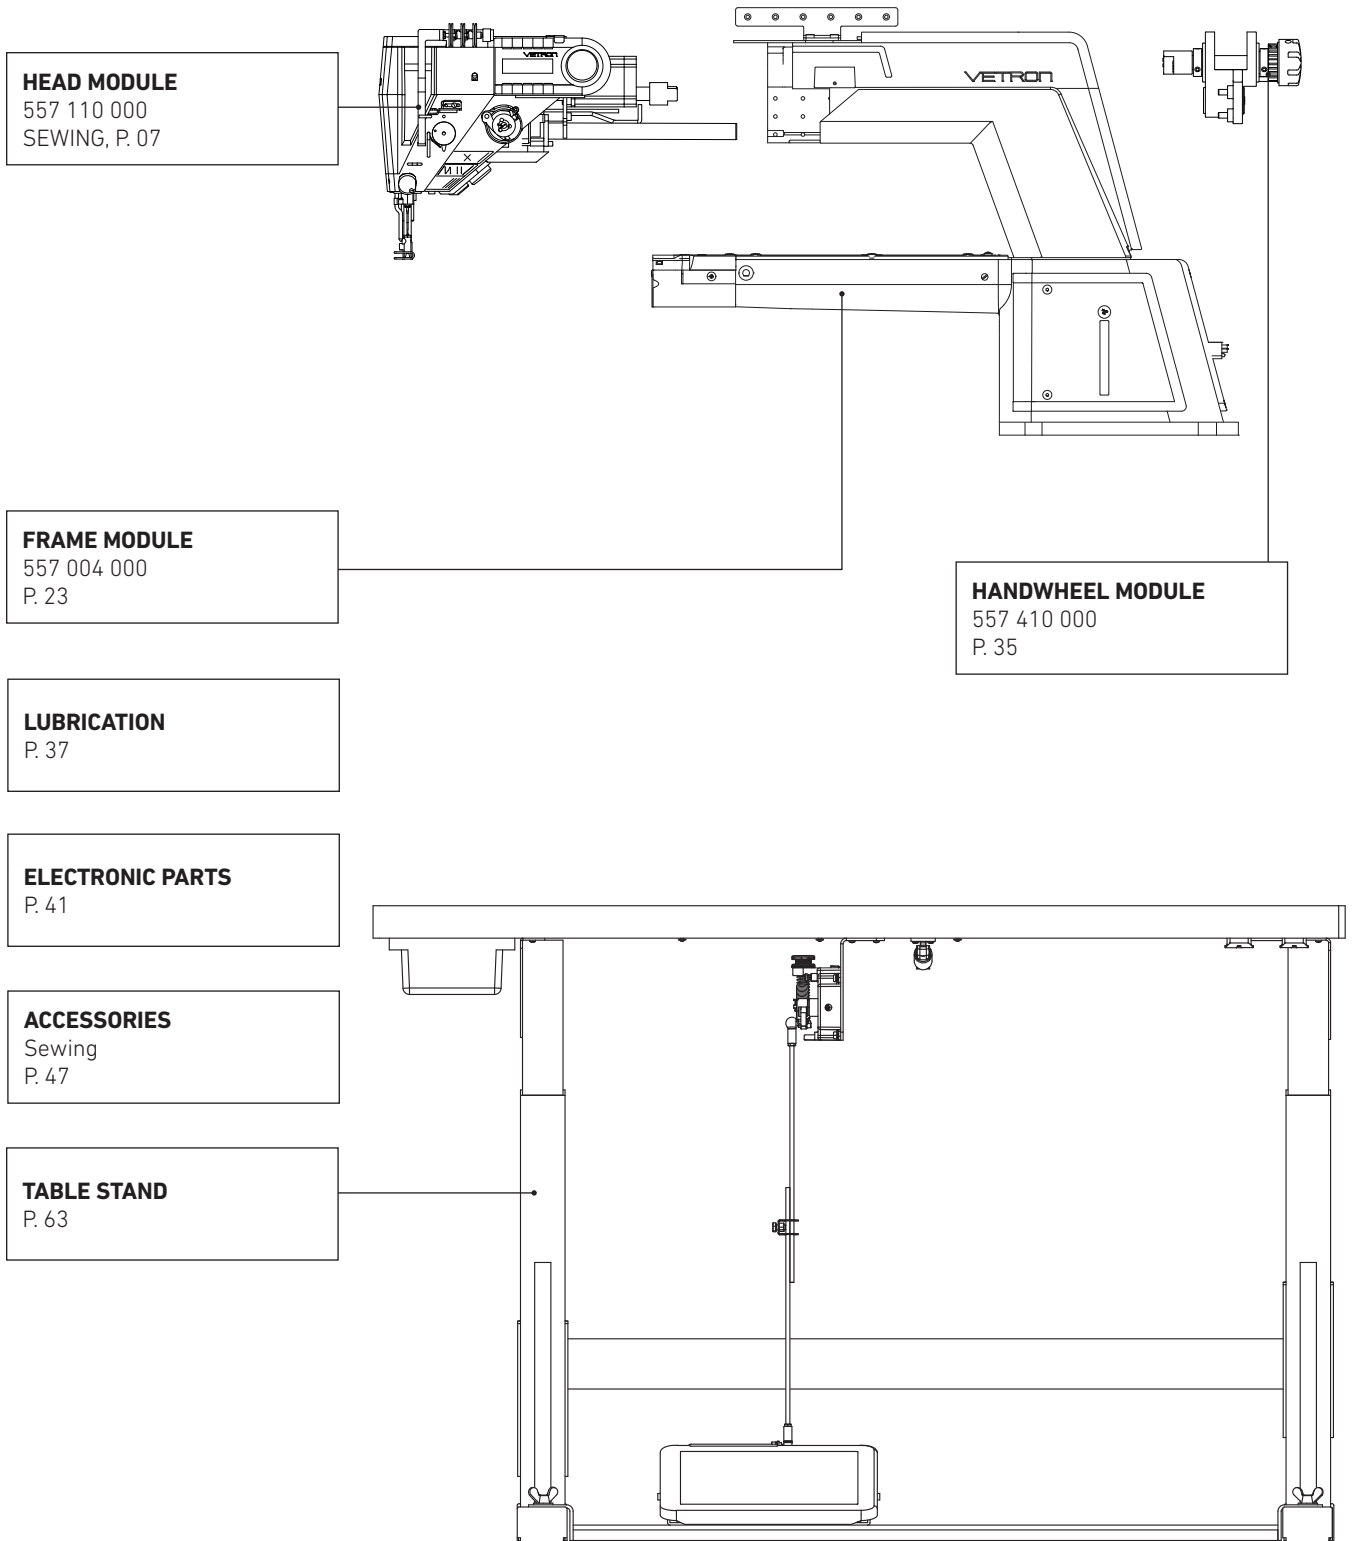 VETRON
VETRON
HEAD MODULE
557 110 000
SEWING, P. 07
FRAME MODULE
557 004 000
P. 23
HANDWHEEL MODULE
557 410 000
P. 35
LUBRICATION
P. 37
ELECTRONIC PARTS
P. 41
ACCESSORIES
Sewing
P. 47
TABLE STAND
P. 63